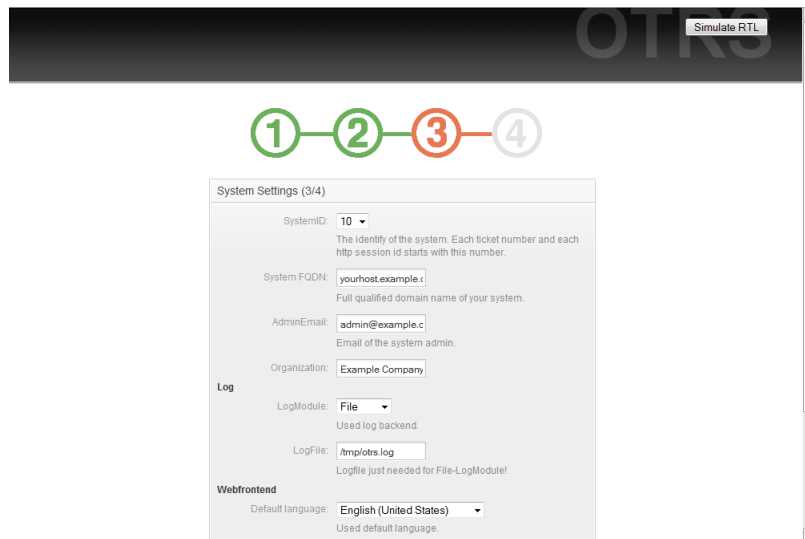 OTRS
Simulate RTL
1 2 3 4
System Settings (3/4)
SystemID: 10
The identify of the system. Each ticket number and each
http session id starts with this number.
System FQDN: yourhost.example.c
Full qualified domain name of your system.
AdminEmail: admin@example.c
Email of the system admin.
Organization: Example Company
Log
LogModule: File
Used log backend.
LogFile: /tmp/otrs.log
Logfile just needed for File-LogModule!
Webfrontend
Default language: English (United States)
Used default language.